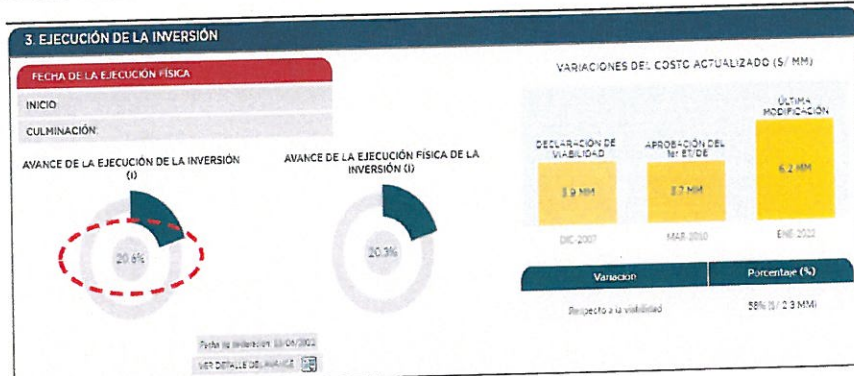 3. EJECUCIÓN DE LA INVERSIÓN
FECHA DE LA EJECUCIÓN FÍSICA
INICIO:
CULMINACIÓN:
AVANCE DE LA EJECUCIÓN DE LA INVERSIÓN
(i)
20.6%
AVANCE DE LA EJECUCIÓN FÍSICA DE LA
INVERSIÓN (i)
20.3%
VER DETALLE DEL AVANCE
VARIACIONES DEL COSTO ACTUALIZADO (S/ MM)
DECLARACIÓN DE
VIABILIDAD
3.9 MM
DIC-2007
APROBACIÓN DEL
1er ET/DE
3.7 MM
MAR-2010
ÚLTIMA
MODIFICACIÓN
6.2 MM
ENE-2022
Variación
Porcentaje (%)
Respecto a la viabilidad
58% (S/ 2.3 MM)